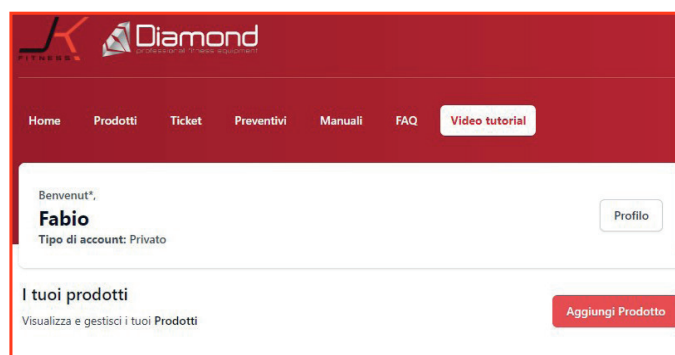 JK
FITNESS
Diamond
professional fitness equipment
Home Prodotti Ticket Preventivi Manuali FAQ Video tutorial
Benvenut*,
Fabio
Profilo
Tipo di account: Privato
I tuoi prodotti
Aggiungi Prodotto
Visualizza e gestisci i tuoi Prodotti